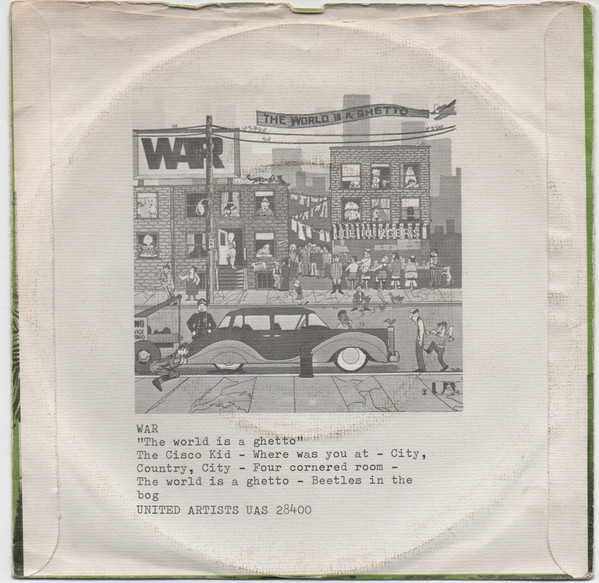 THE WORLD IS A GHETTO
WAR
WAR
"The world is a ghetto"
The Cisco Kid - Where was you at - City,
Country, City - Four cornered room -
The world is a ghetto - Beetles in the
bog
UNITED ARTISTS UAS 28400